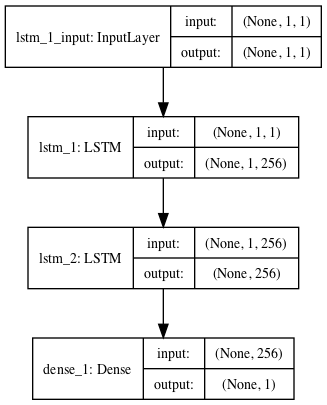 lstm_1_input: InputLayer
input: (None, 1, 1)
output: (None, 1, 1)
lstm_1: LSTM
input: (None, 1, 1)
output: (None, 1, 256)
lstm_2: LSTM
input: (None, 1, 256)
output: (None, 256)
dense_1: Dense
input: (None, 256)
output: (None, 1)